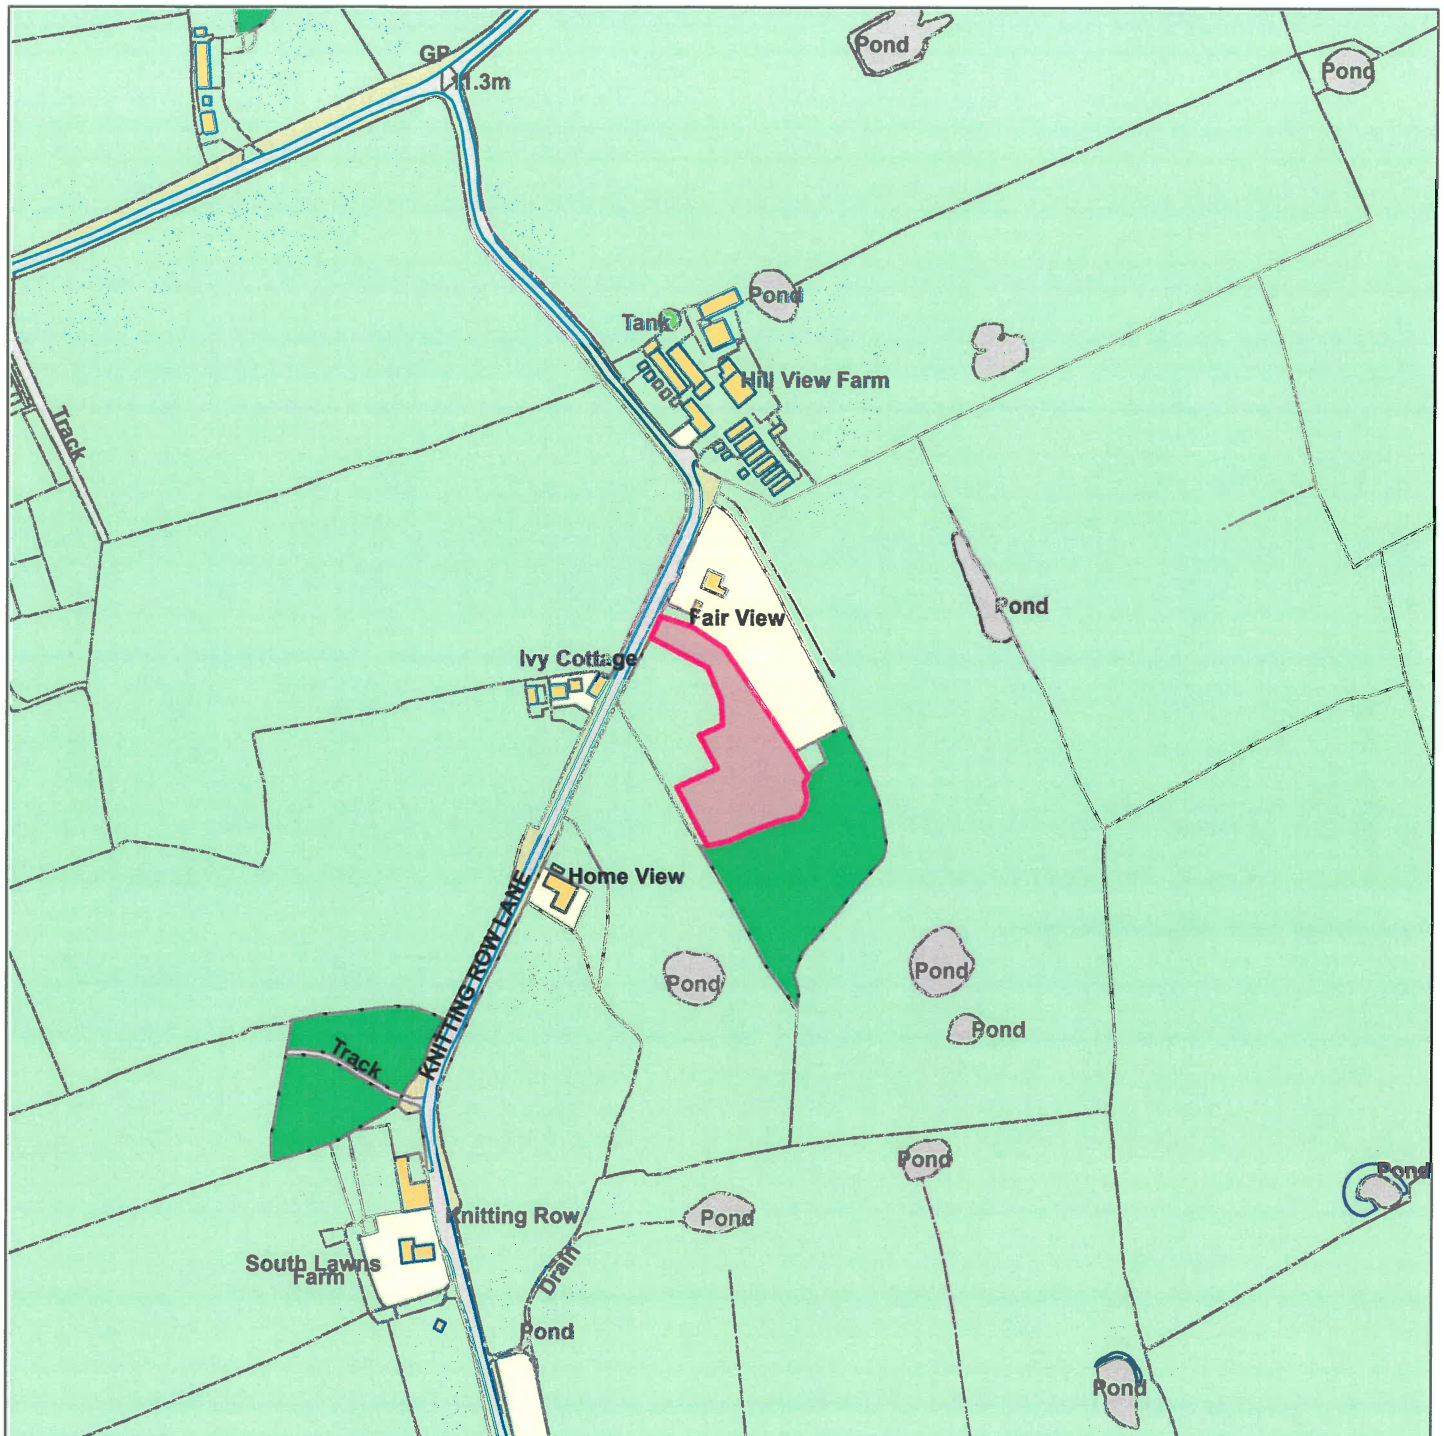 Pond
GP
11.3m
Pond
Pond
Tank
Hill View Farm
Track
Pond
Fair View
Ivy Cottage
Home View
KNITTING ROW LANE
Pond
Pond
Pond
Track
Pond
Pond
Knitting Row
Pond
South Lawns
Farm
Drain
Pond
Pond